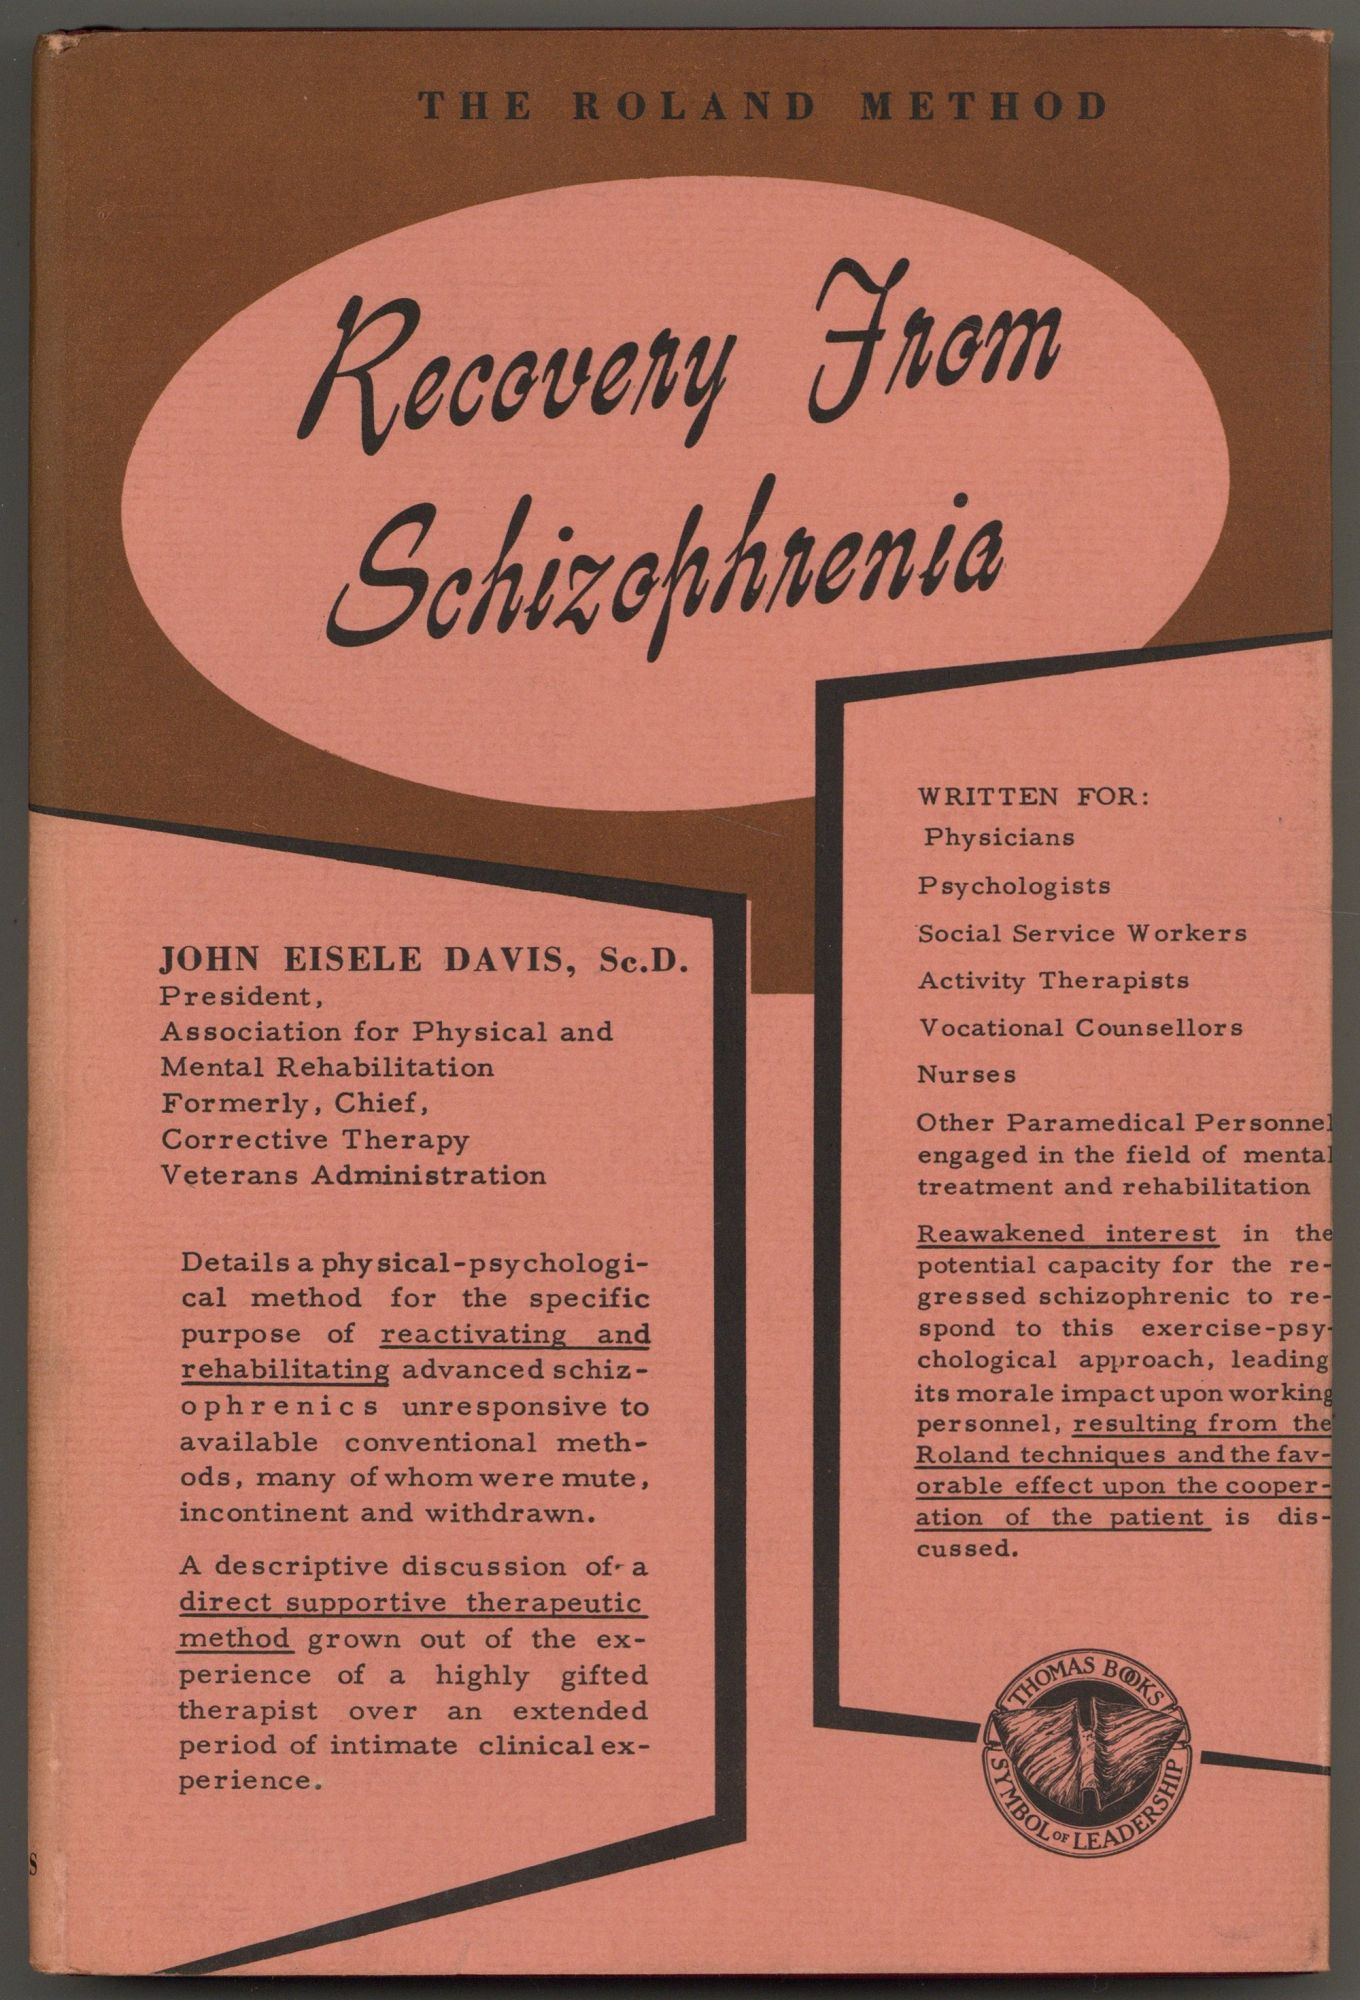 THE ROLAND METHOD
Recovery From
Schizophrenia
JOHN EISELE DAVIS, Sc.D.
President,
Association for Physical and
Mental Rehabilitation
Formerly, Chief,
Corrective Therapy
Veterans Administration
Details a physical-psychologi-
cal method for the specific
purpose of reactivating and
rehabilitating advanced schiz-
ophrenics unresponsive to
available conventional meth-
ods, many of whom were mute,
incontinent and withdrawn.
A descriptive discussion of a
direct supportive therapeutic
method grown out of the ex-
perience of a highly gifted
therapist over an extended
period of intimate clinical ex-
perience.
WRITTEN FOR:
Physicians
Psychologists
Social Service Workers
Activity Therapists
Vocational Counsellors
Nurses
Other Paramedical Personnel
engaged in the field of mental
treatment and rehabilitation
Reawakened interest in the
potential capacity for the re-
gressed schizophrenic to re-
spond to this exercise-psy-
chological approach, leading
its morale impact upon working
personnel, resulting from the
Roland techniques and the fav-
orable effect upon the cooper-
ation of the patient is dis-
cussed.
THOMAS BOOKS
SYMBOL OF LEADERSHIP
S